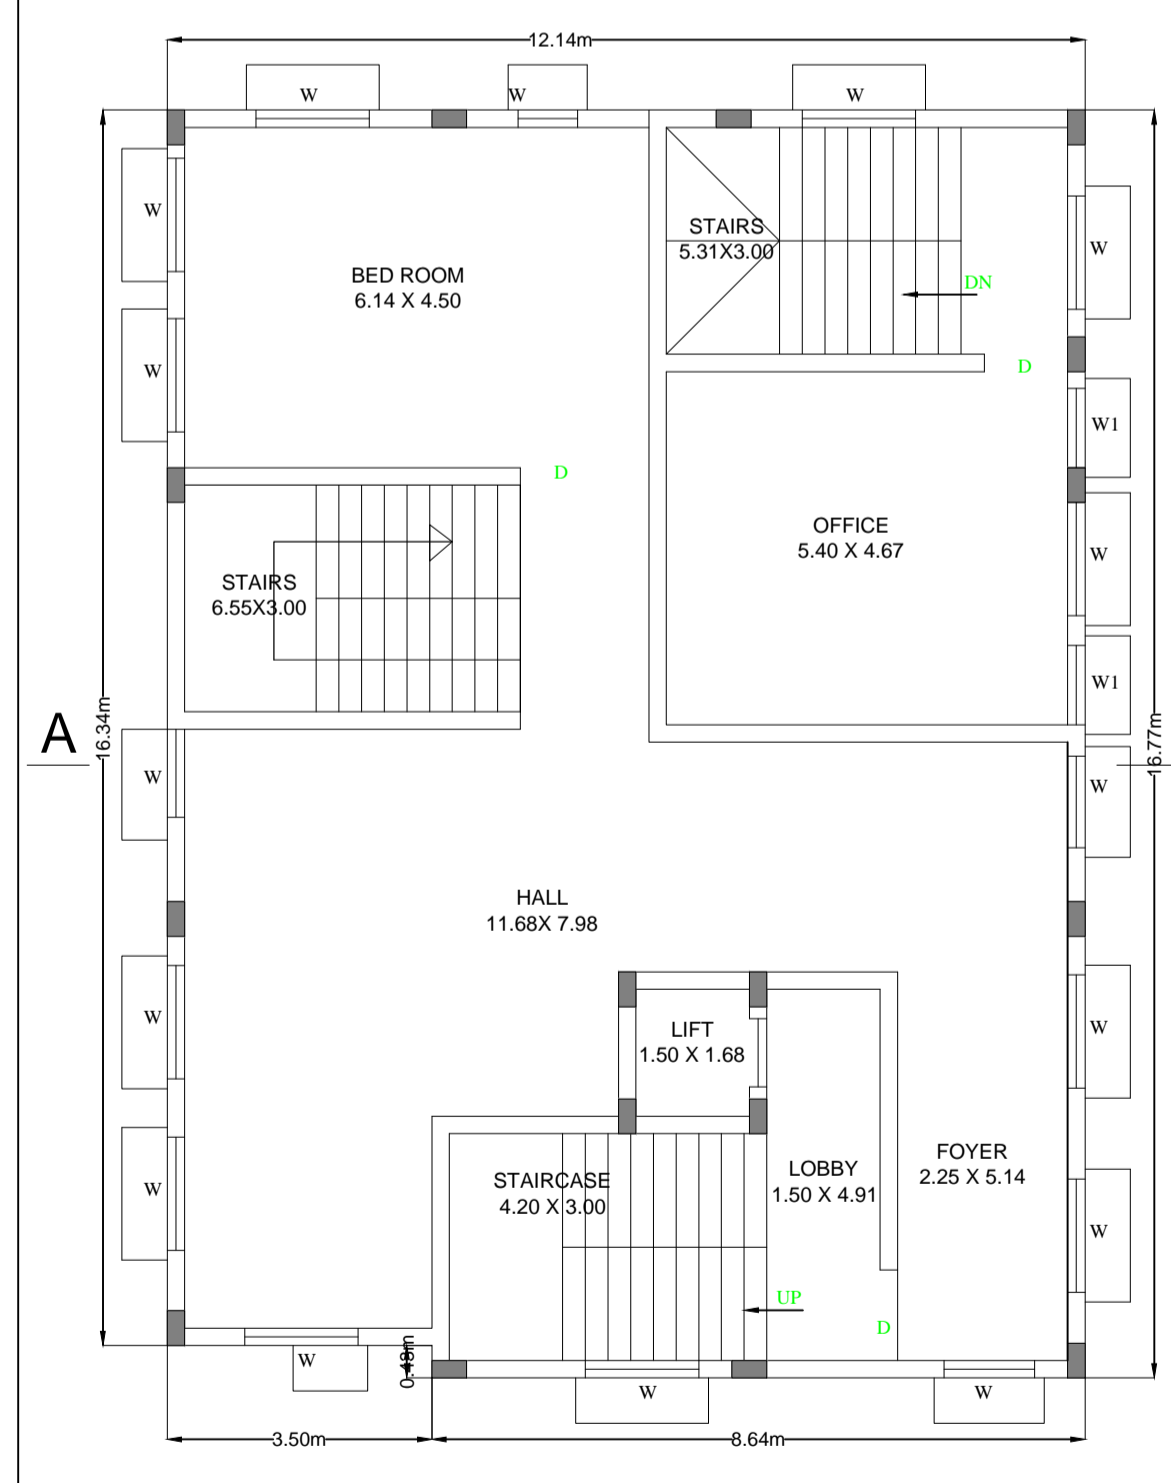 12.14m
W
W
W
W
STAIRS
5.31X3.00
W
BED ROOM
6.14 X 4.50
DN
W
D
W1
D
OFFICE
5.40 X 4.67
W
STAIRS
6.55X3.00
W1
A
16.34m
16.77m
W
W
HALL
11.68X 7.98
W
LIFT
1.50 X 1.68
W
W
STAIRCASE
4.20 X 3.00
LOBBY
1.50 X 4.91
FOYER
2.25 X 5.14
W
UP
D
W
0.43m
W
W
3.50m
8.64m